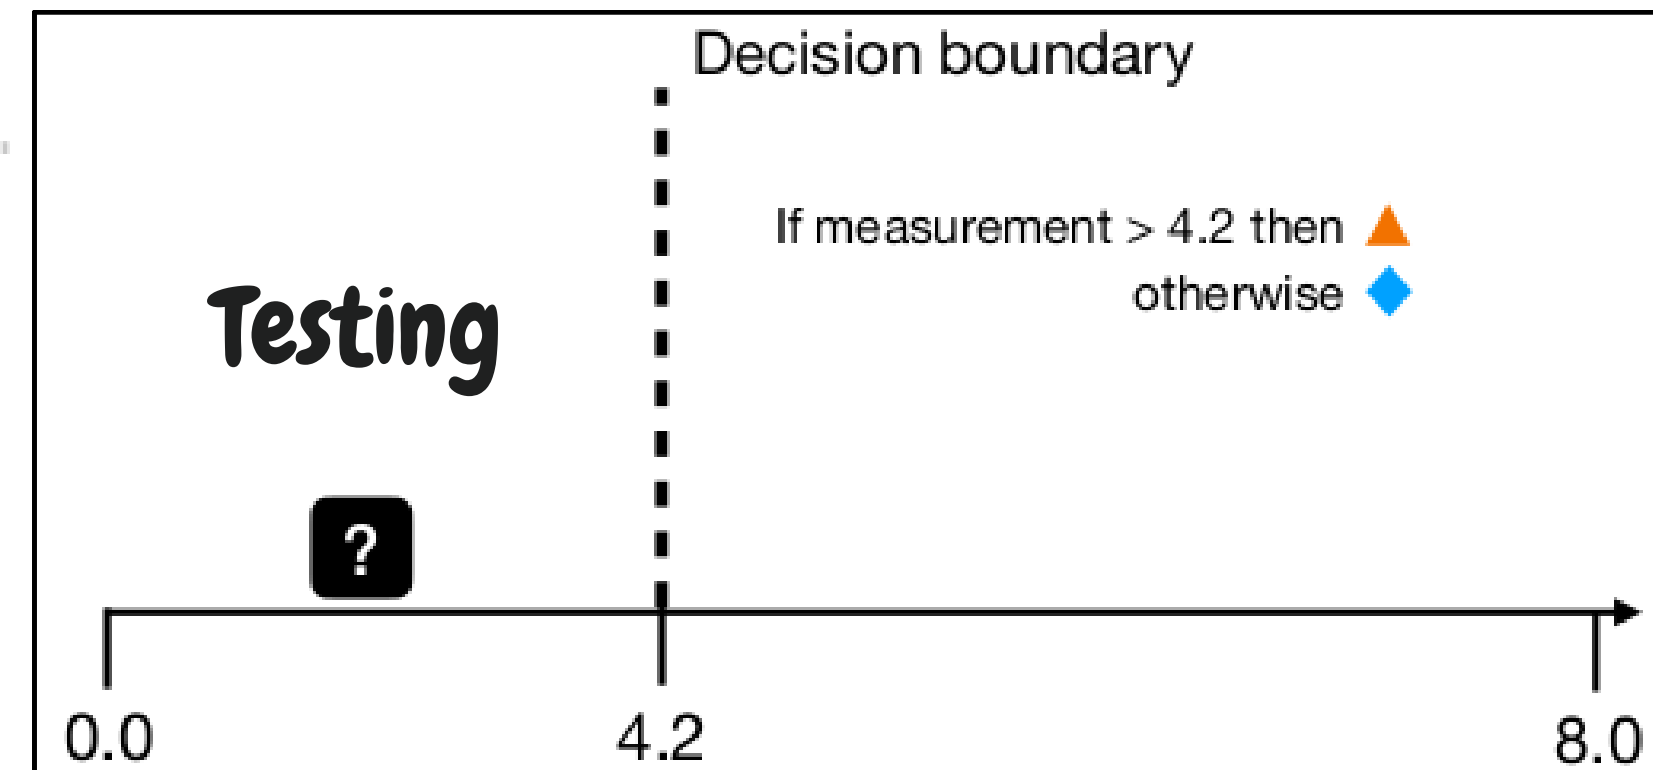 Decision boundary
If measurement > 4.2 then
otherwise
Testing
?
0.0 4.2 8.0